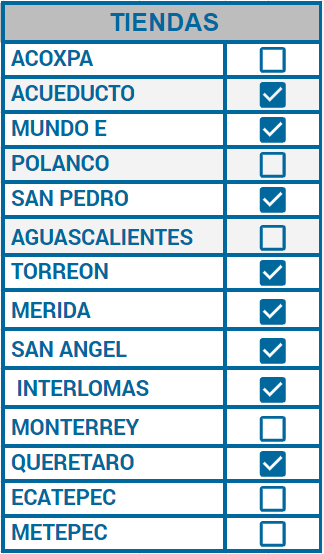 TIENDAS
ACOXPA
ACUEDUCTO
MUNDO E
POLANCO
SAN PEDRO
AGUASCALIENTES
TORREON
MERIDA
SAN ANGEL
INTERLOMAS
MONTERREY
QUERETARO
ECATEPEC
METEPEC